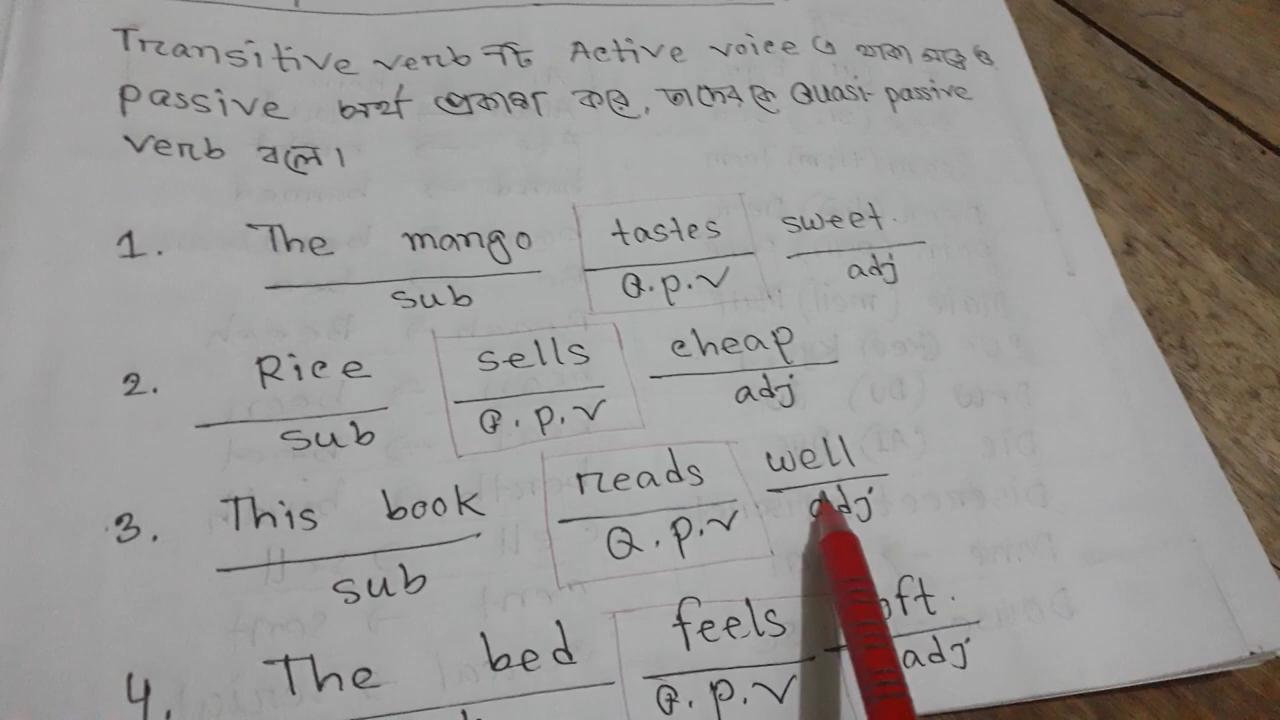 Transitive verb টি Active voice এ থাকা সত্ত্বেও
passive অর্থ প্রকাশ করে, তাদেরকে Quasi-passive
verb বলে।
1. The mango tastes sweet.
sub Q.p.v adj
2. Rice sells cheap
sub Q.p.v adj
3. This book reads well
sub Q.p.v adj
4. The bed feels
Q.p.v adj